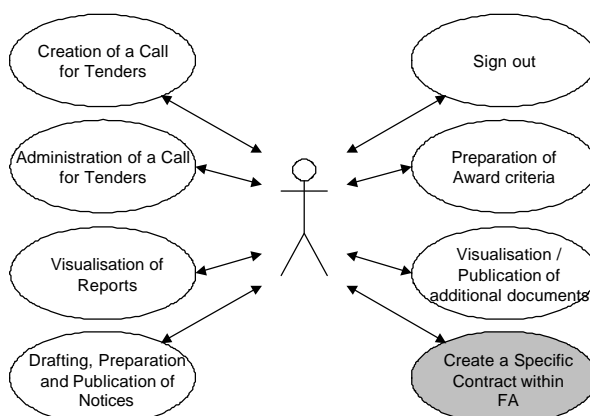 Creation of a Call
for Tenders
Sign out
Administration of a Call
for Tenders
Preparation of
Award criteria
Visualisation of
Reports
Visualisation /
Publication of
additional documents
Drafting, Preparation
and Publication of
Notices
Create a Specific
Contract within
FA